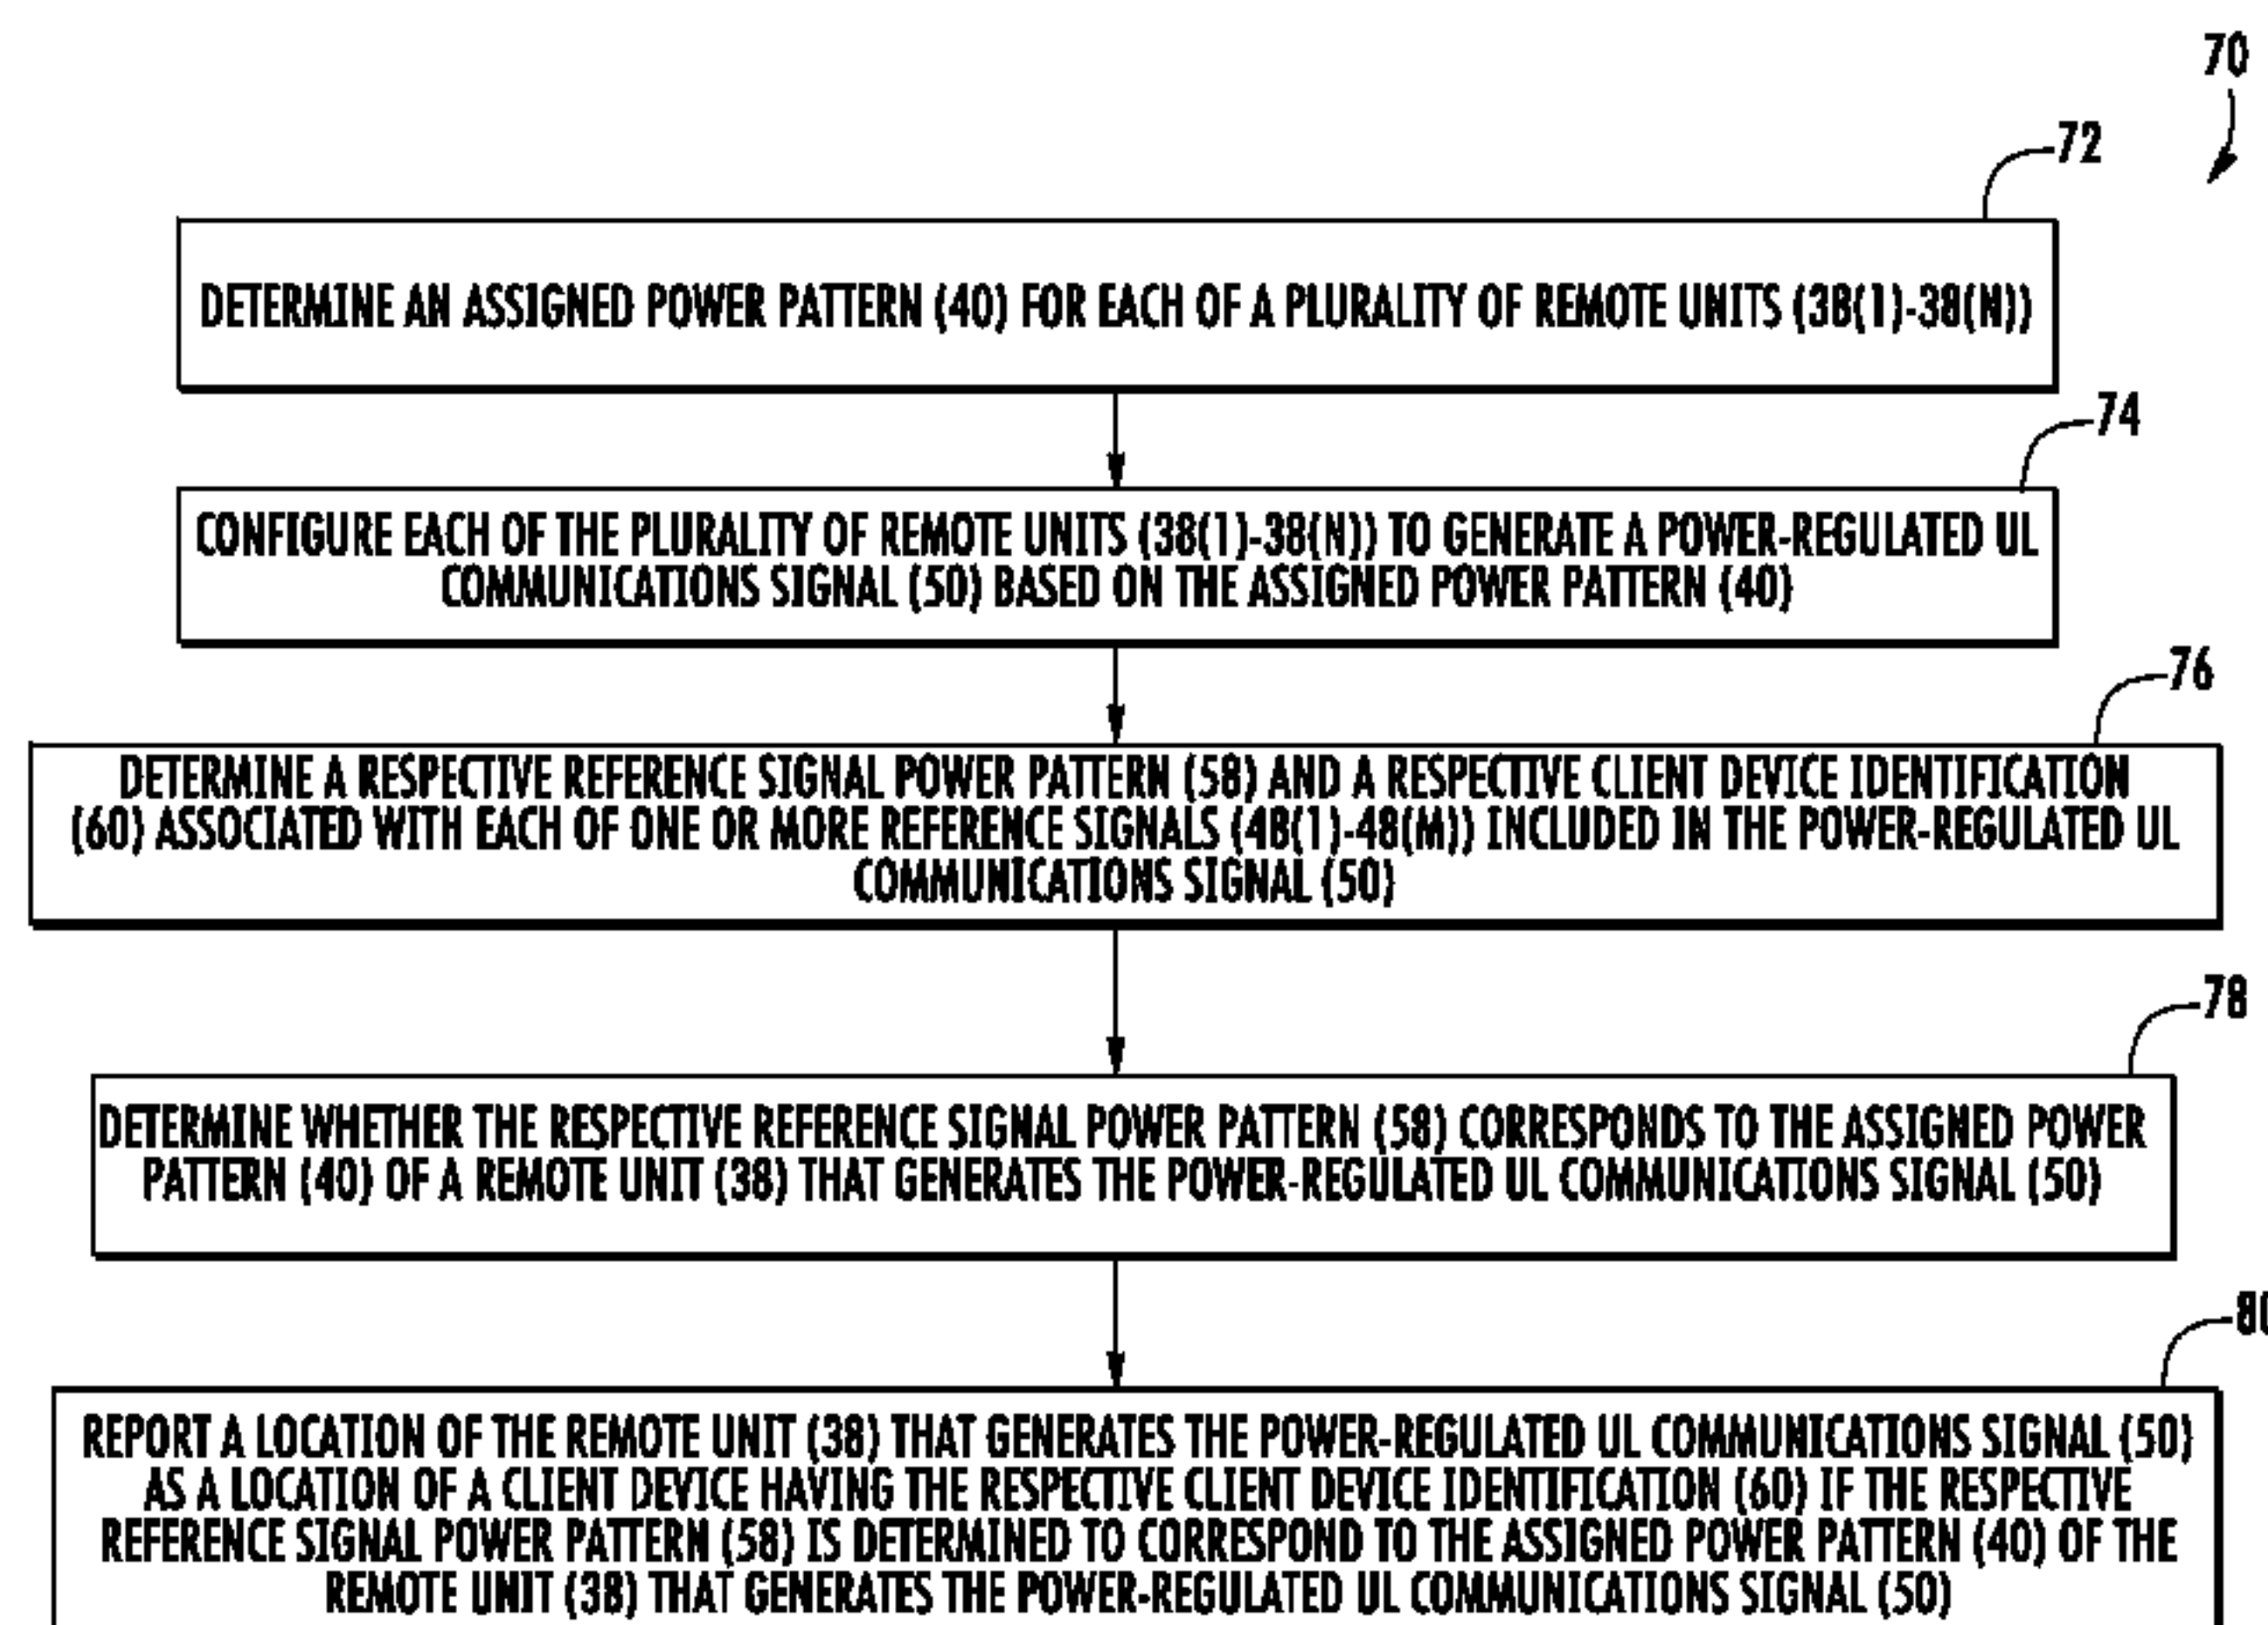 70
72
DETERMINE AN ASSIGNED POWER PATTERN (40) FOR EACH OF A PLURALITY OF REMOTE UNITS (38(1)-38(N))
74
CONFIGURE EACH OF THE PLURALITY OF REMOTE UNITS (38(1)-38(N)) TO GENERATE A POWER-REGULATED UL
COMMUNICATIONS SIGNAL (50) BASED ON THE ASSIGNED POWER PATTERN (40)
76
DETERMINE A RESPECTIVE REFERENCE SIGNAL POWER PATTERN (58) AND A RESPECTIVE CLIENT DEVICE IDENTIFICATION
(60) ASSOCIATED WITH EACH OF ONE OR MORE REFERENCE SIGNALS (48(1)-48(M)) INCLUDED IN THE POWER-REGULATED UL
COMMUNICATIONS SIGNAL (50)
78
DETERMINE WHETHER THE RESPECTIVE REFERENCE SIGNAL POWER PATTERN (58) CORRESPONDS TO THE ASSIGNED POWER
PATTERN (40) OF A REMOTE UNIT (38) THAT GENERATES THE POWER-REGULATED UL COMMUNICATIONS SIGNAL (50)
80
REPORT A LOCATION OF THE REMOTE UNIT (38) THAT GENERATES THE POWER-REGULATED UL COMMUNICATIONS SIGNAL (50)
AS A LOCATION OF A CLIENT DEVICE HAVING THE RESPECTIVE CLIENT DEVICE IDENTIFICATION (60) IF THE RESPECTIVE
REFERENCE SIGNAL POWER PATTERN (58) IS DETERMINED TO CORRESPOND TO THE ASSIGNED POWER PATTERN (40) OF THE
REMOTE UNIT (38) THAT GENERATES THE POWER-REGULATED UL COMMUNICATIONS SIGNAL (50)